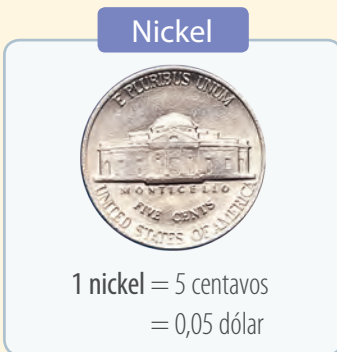 Nickel
E PLURIBUS UNUM
MONTICELLO
FIVE CENTS
UNITED STATES OF AMERICA
1 nickel = 5 centavos
= 0,05 dólar